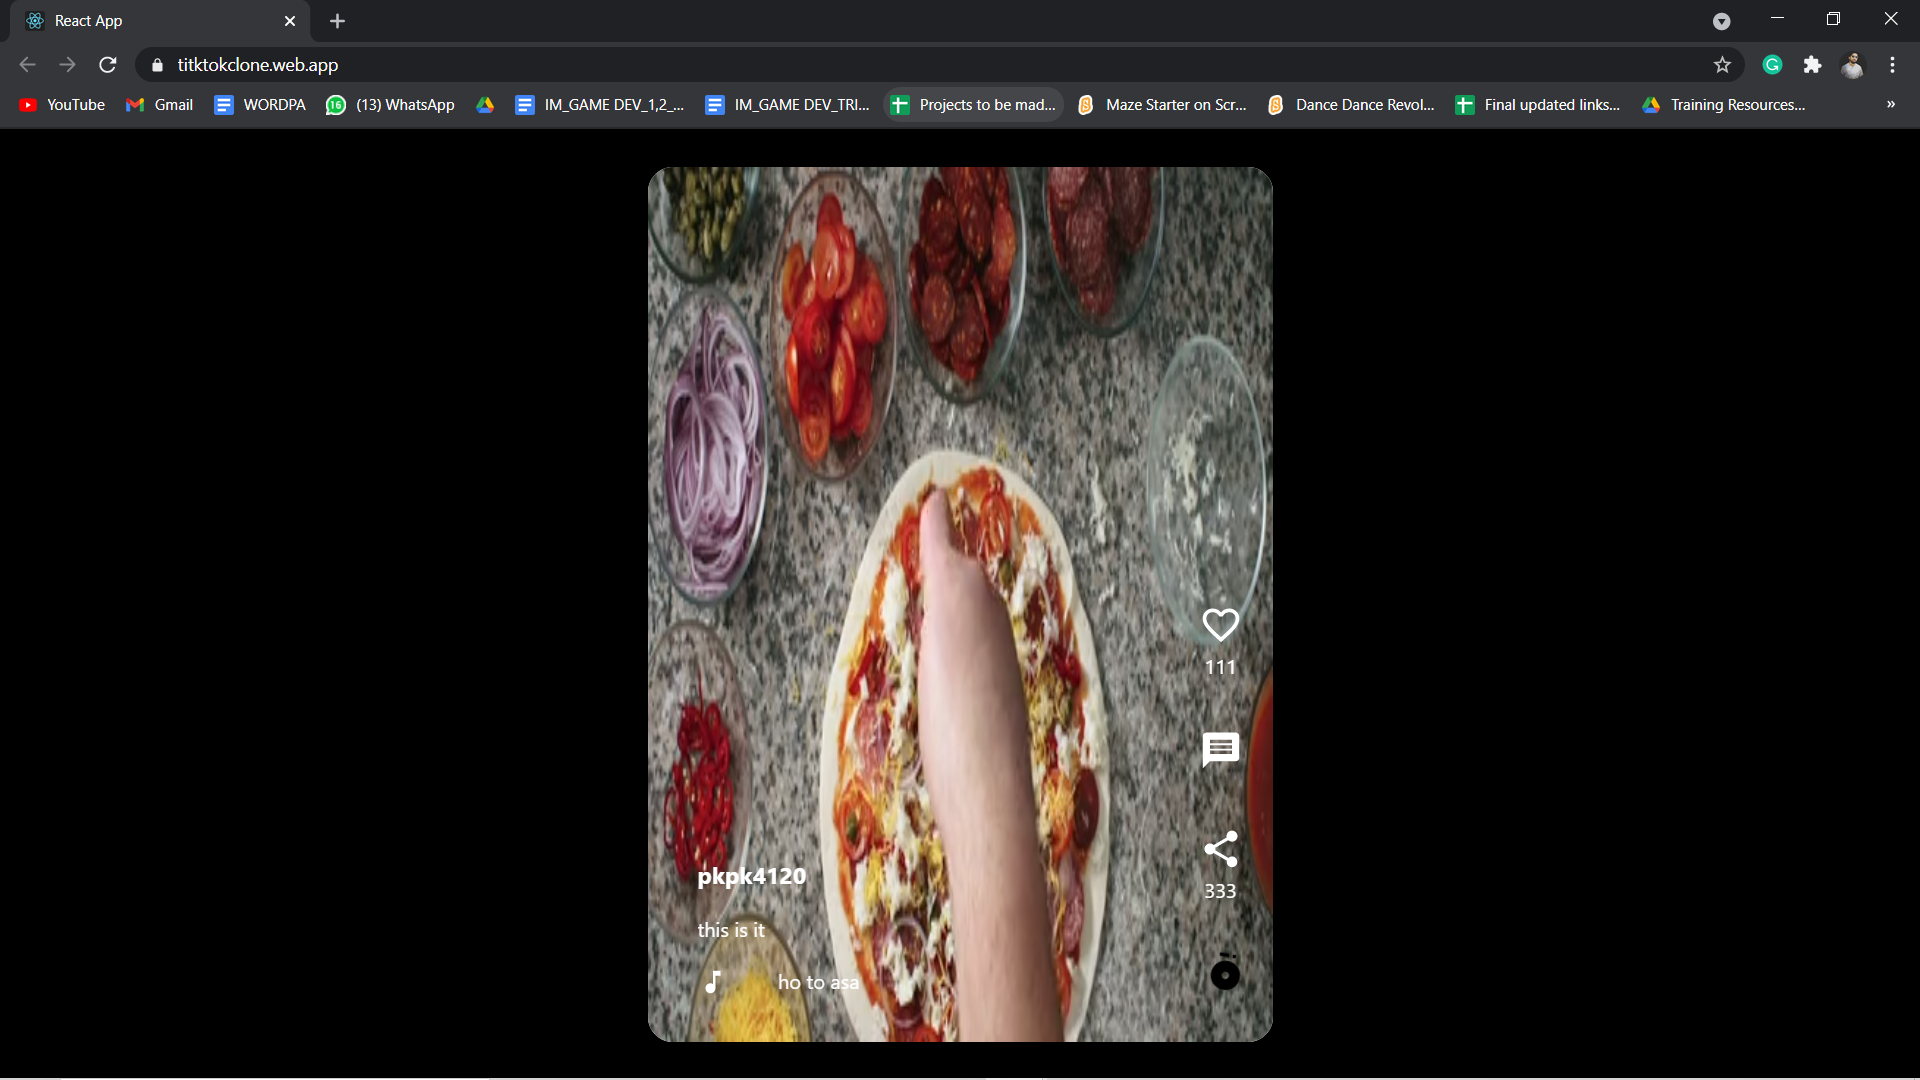 React App
titktokclone.web.app
YouTube
Gmail
WORDPA
16
(13) WhatsApp
IM_GAME DEV_1,2_...
IM_GAME DEV_TRI...
Projects to be mad...
Maze Starter on Scr...
Dance Dance Revol...
Final updated links...
Training Resources...
»
111
333
pkpk4120
this is it
ho to asa